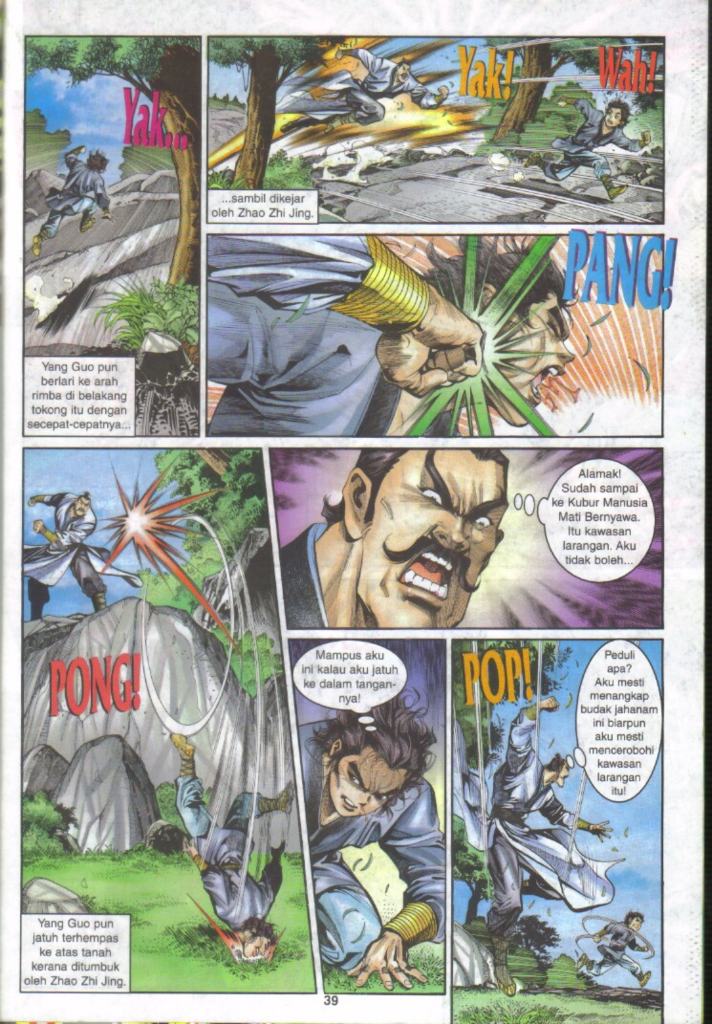 Yak...
Yang Guo pun
berlari ke arah
rimba di belakang
tokong itu dengan
secepat-cepatnya...
Yak!
Wah!
...sambil dikejar
oleh Zhao Zhi Jing.
PANG!
PONG!
Yang Guo pun
jatuh terhempas
ke atas tanah
kerana ditumbuk
oleh Zhao Zhi Jing.
Alamak!
Sudah sampai
ke Kubur Manusia
Mati Bernyawa.
Itu kawasan
larangan. Aku
tidak boleh...
Mampus aku
ini kalau aku jatuh
ke dalam tangan-
nya!
POP!
Peduli
apa?
Aku mesti
menangkap
budak jahanam
ini biarpun
aku mesti
mencerobohi
kawasan
larangan
itu!
39